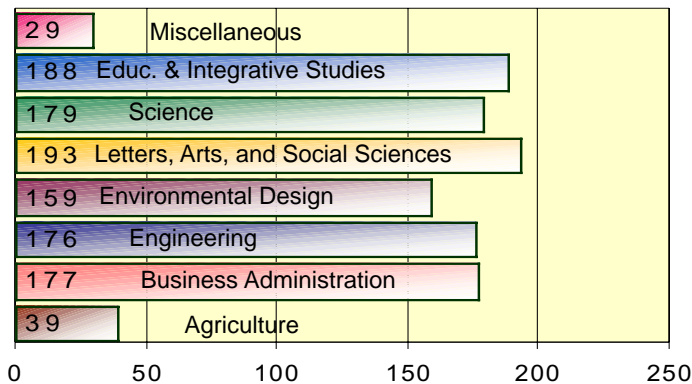 29 Miscellaneous
188 Educ. & Integrative Studies
179 Science
193 Letters, Arts, and Social Sciences
159 Environmental Design
176 Engineering
177 Business Administration
39 Agriculture
0 50 100 150 200 250